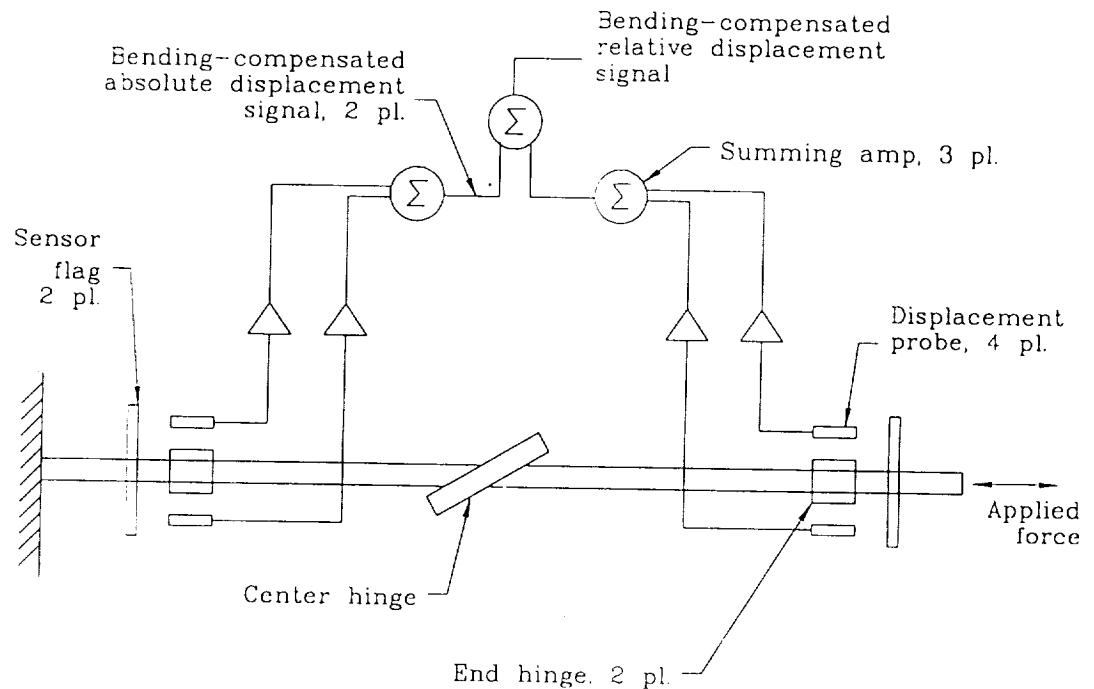 Bending-compensated
relative displacement
signal
Bending-compensated
absolute displacement
signal, 2 pl.
Σ
Σ
Σ
Summing amp, 3 pl.
Sensor
flag
2 pl.
Displacement
probe, 4 pl.
Applied
force
Center hinge
End hinge, 2 pl.